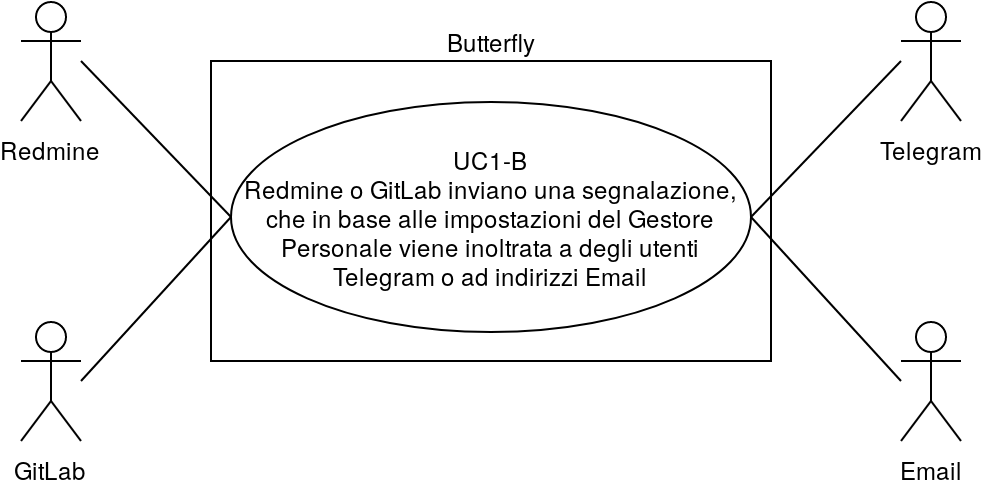 Butterfly
Redmine
Telegram
UC1-B
Redmine o GitLab inviano una segnalazione,
che in base alle impostazioni del Gestore
Personale viene inoltrata a degli utenti
Telegram o ad indirizzi Email
GitLab
Email